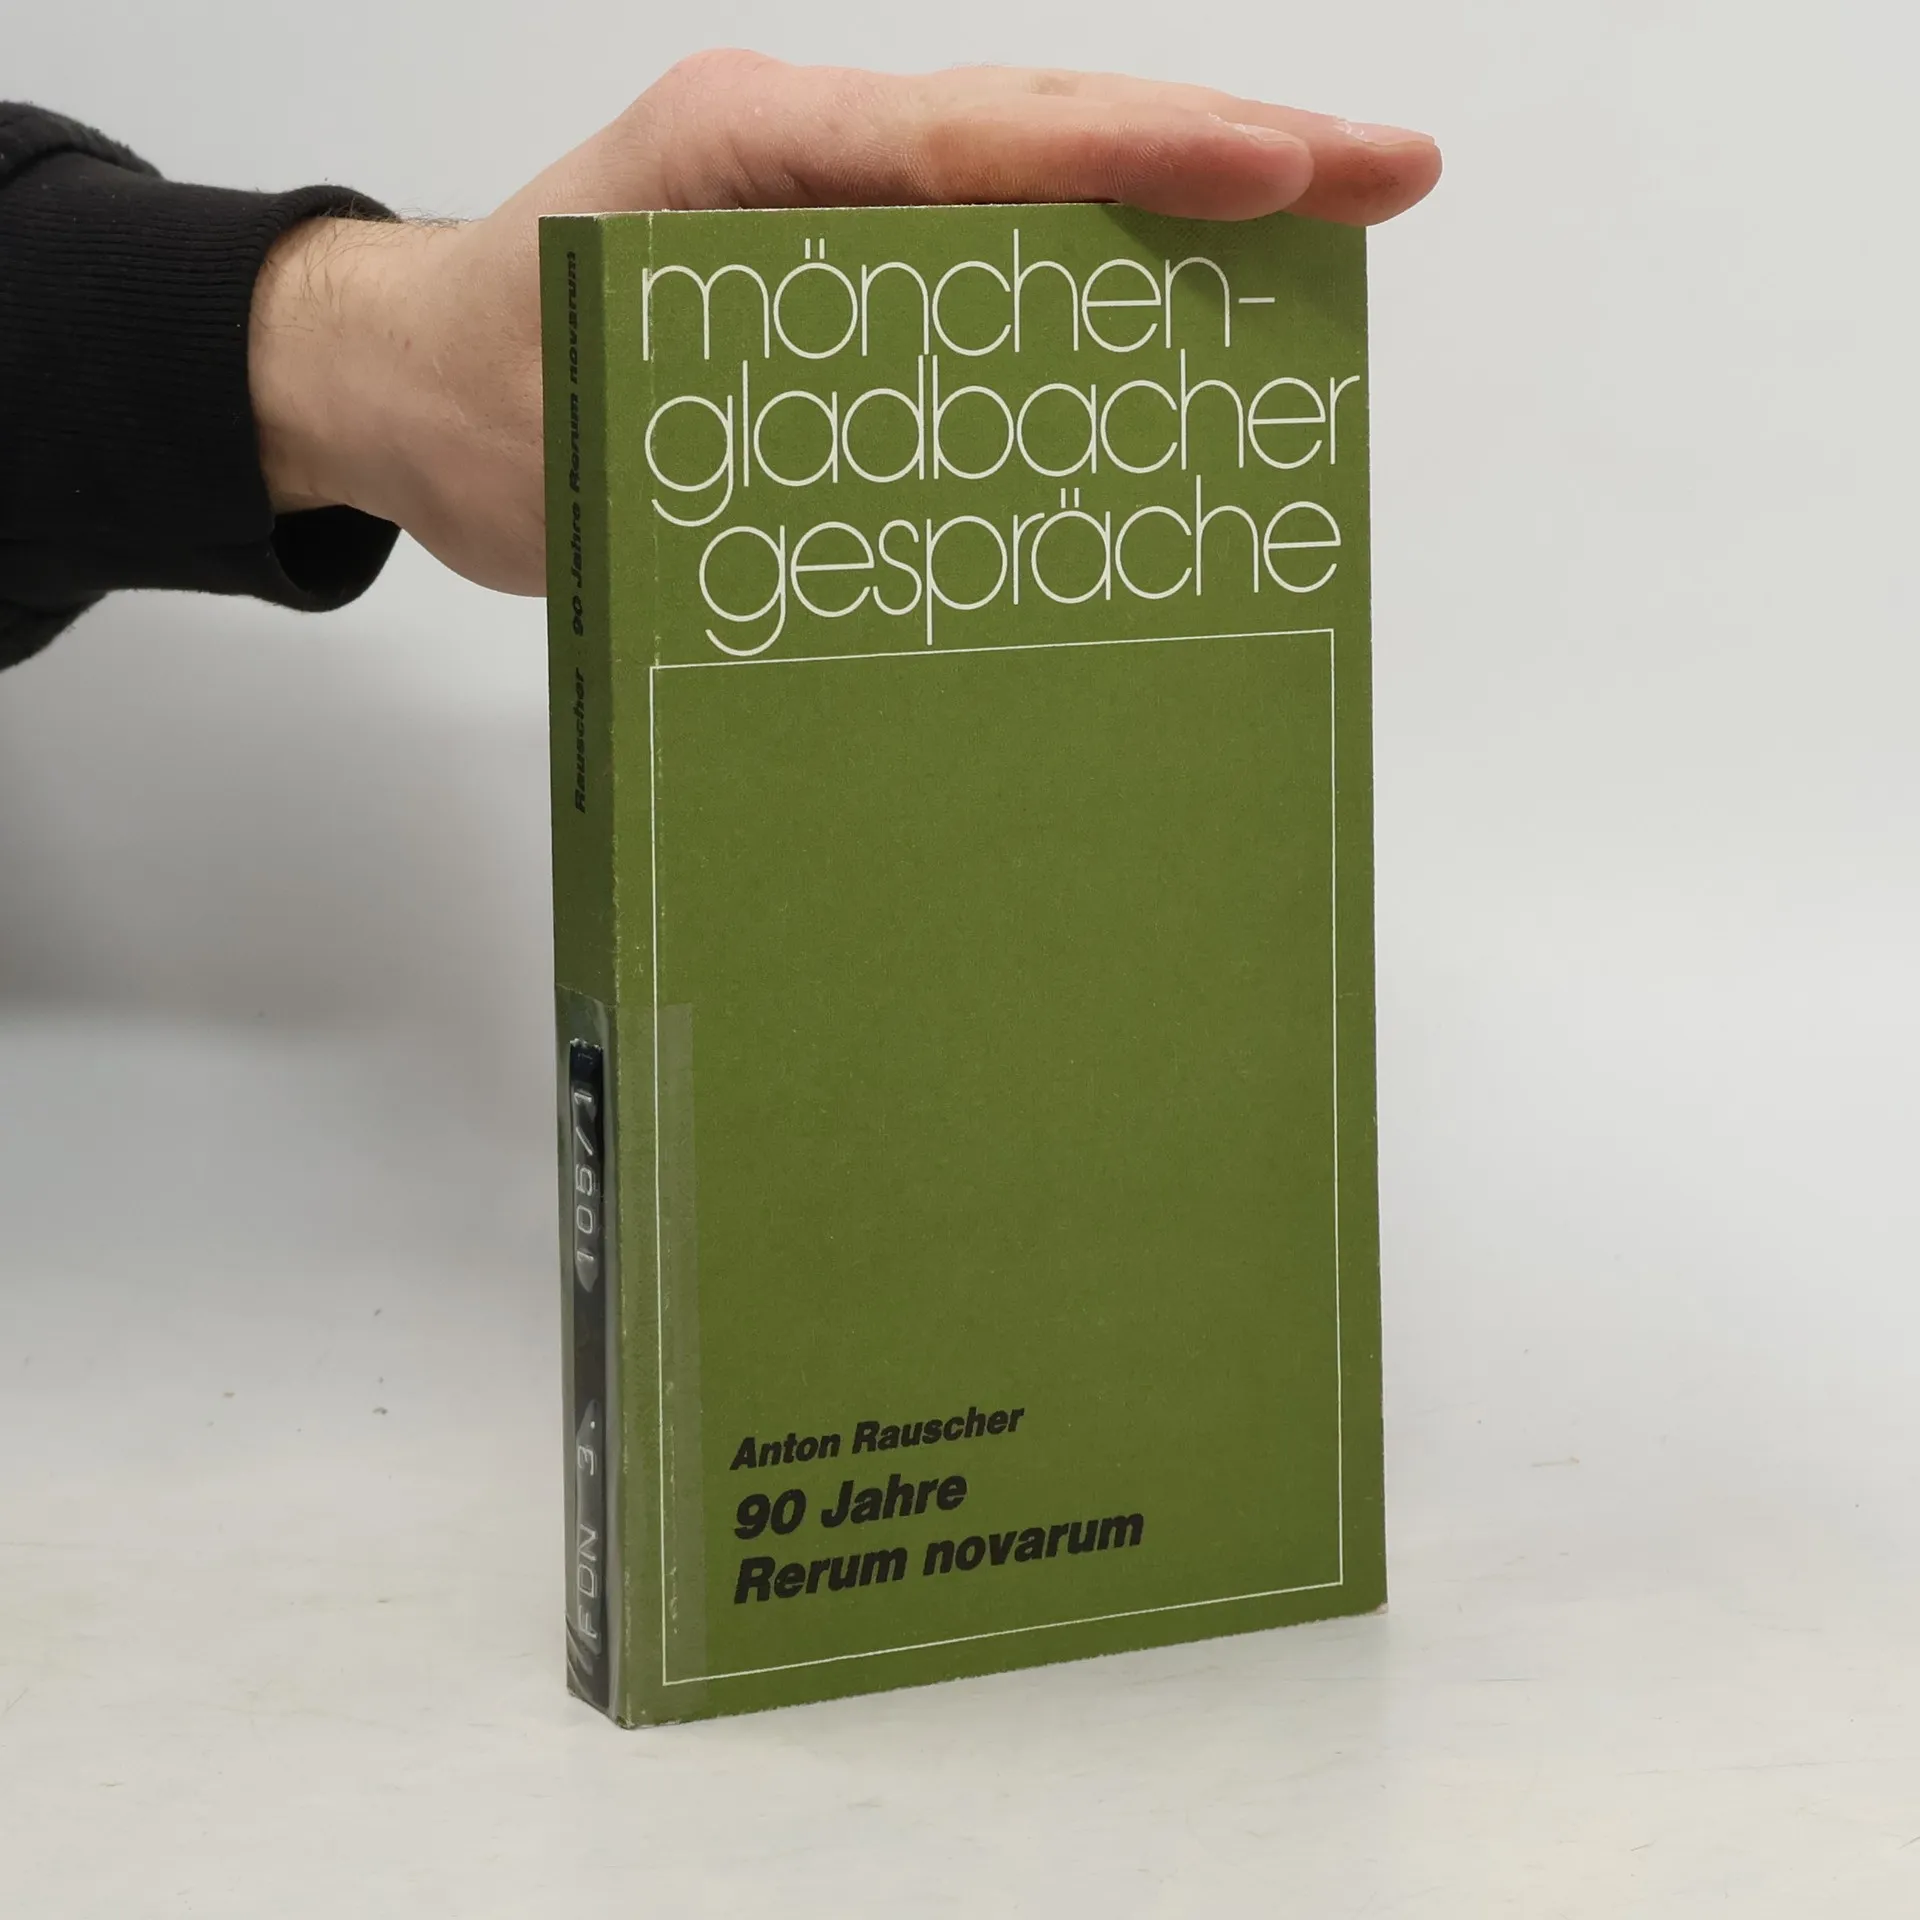 mönchen-
gladbacher
gespräche
Anton Rauscher
90 Jahre
Rerum novarum
Rauscher · 90 Jahre Rerum novarum
FDN 3. 105/1